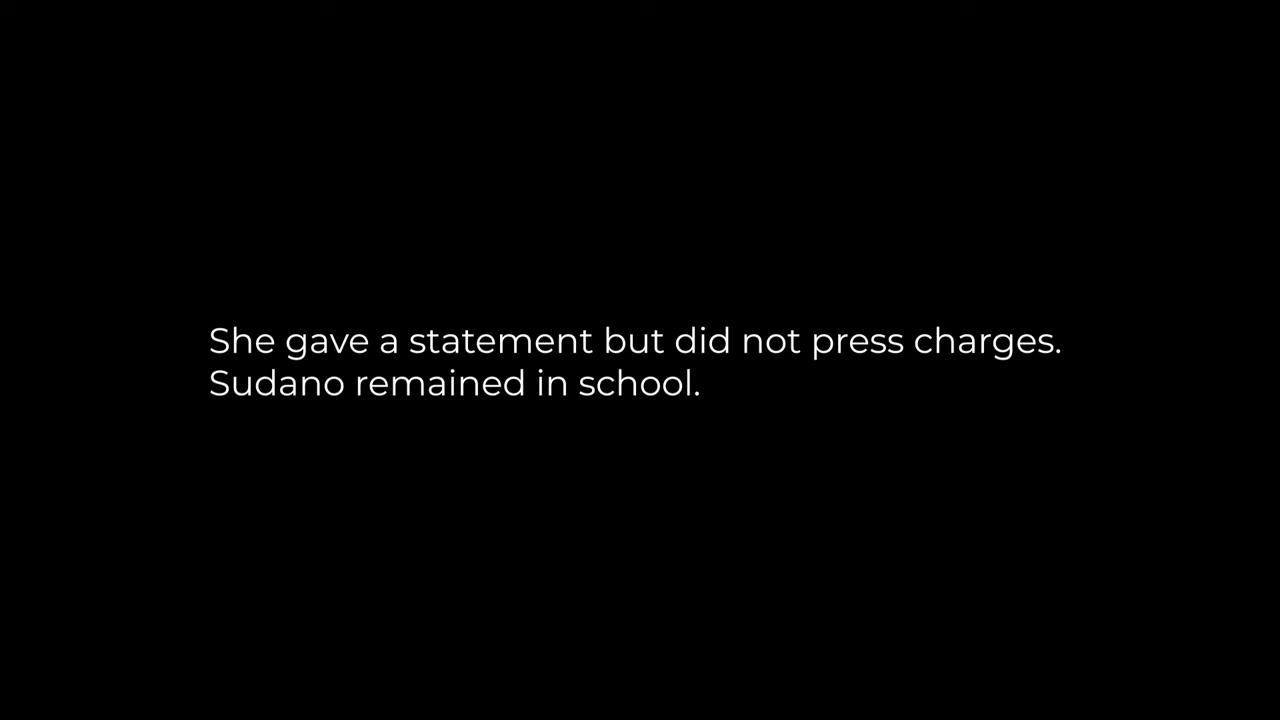 She gave a statement but did not press charges.
Sudano remained in school.